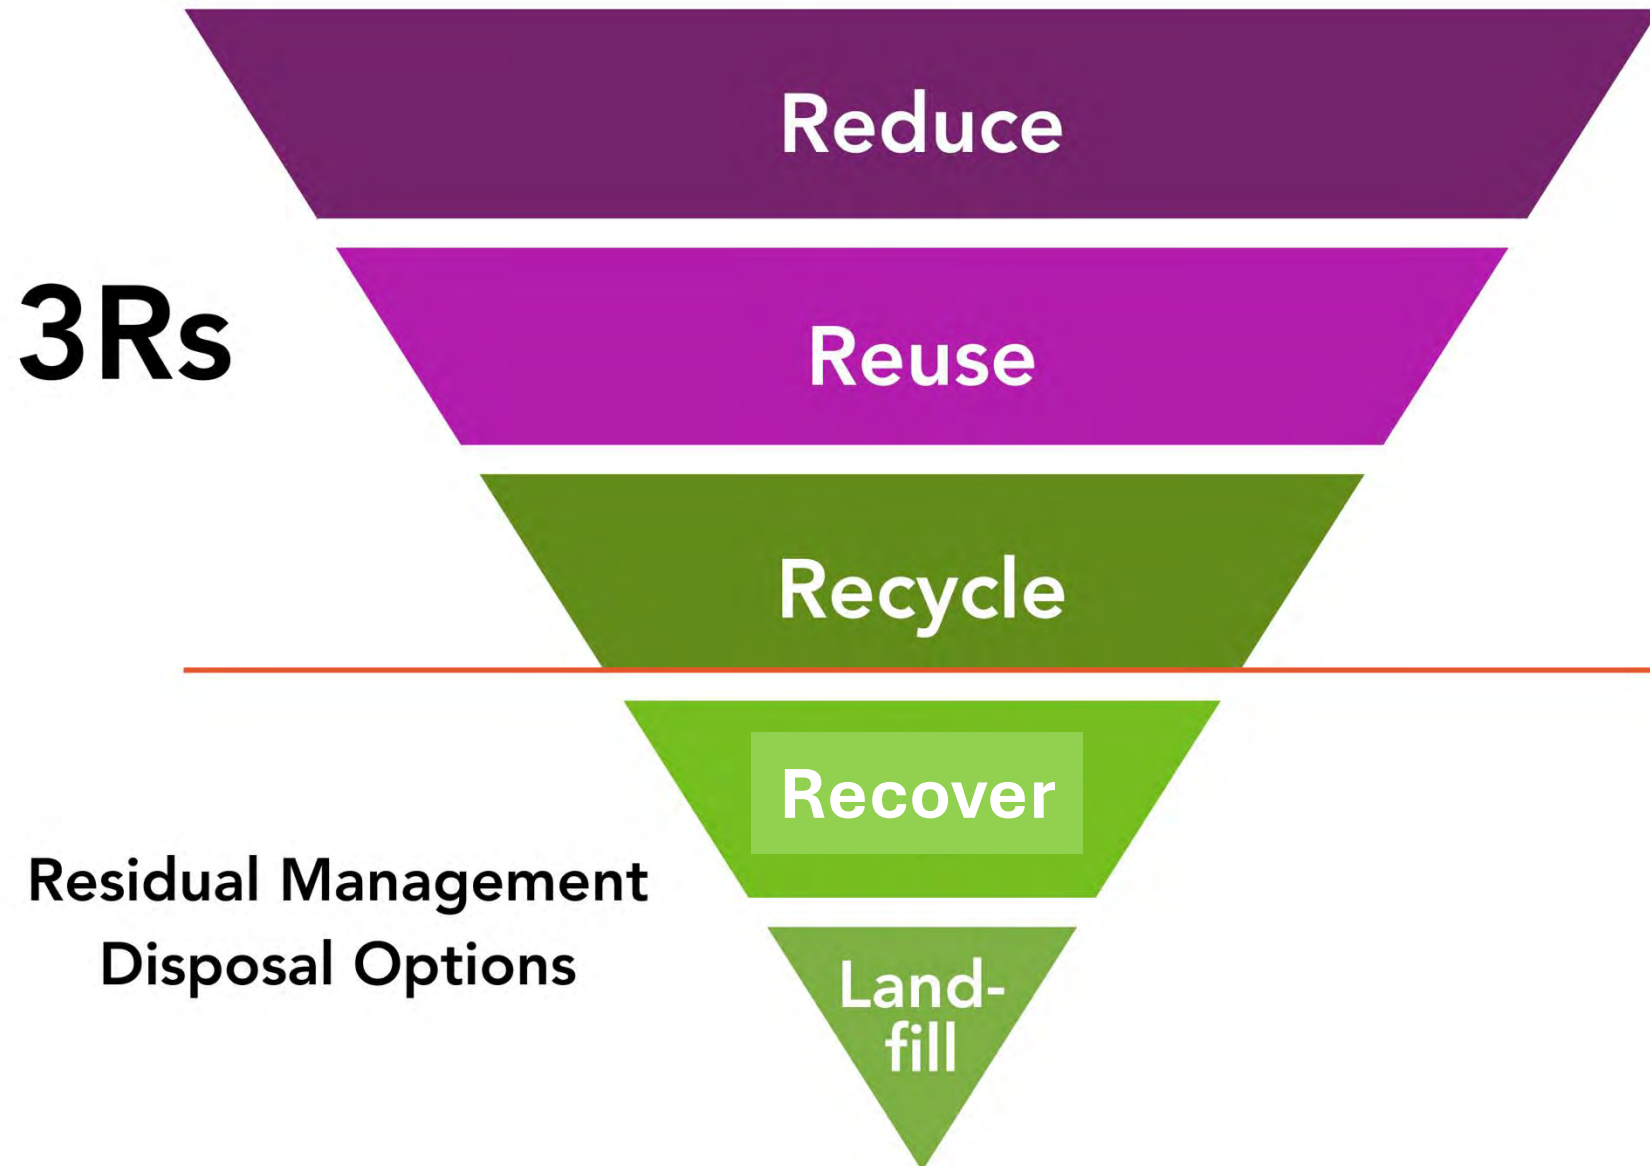 Reduce
3Rs
Reuse
Recycle
Recover
Residual Management
Disposal Options
Land-
fill